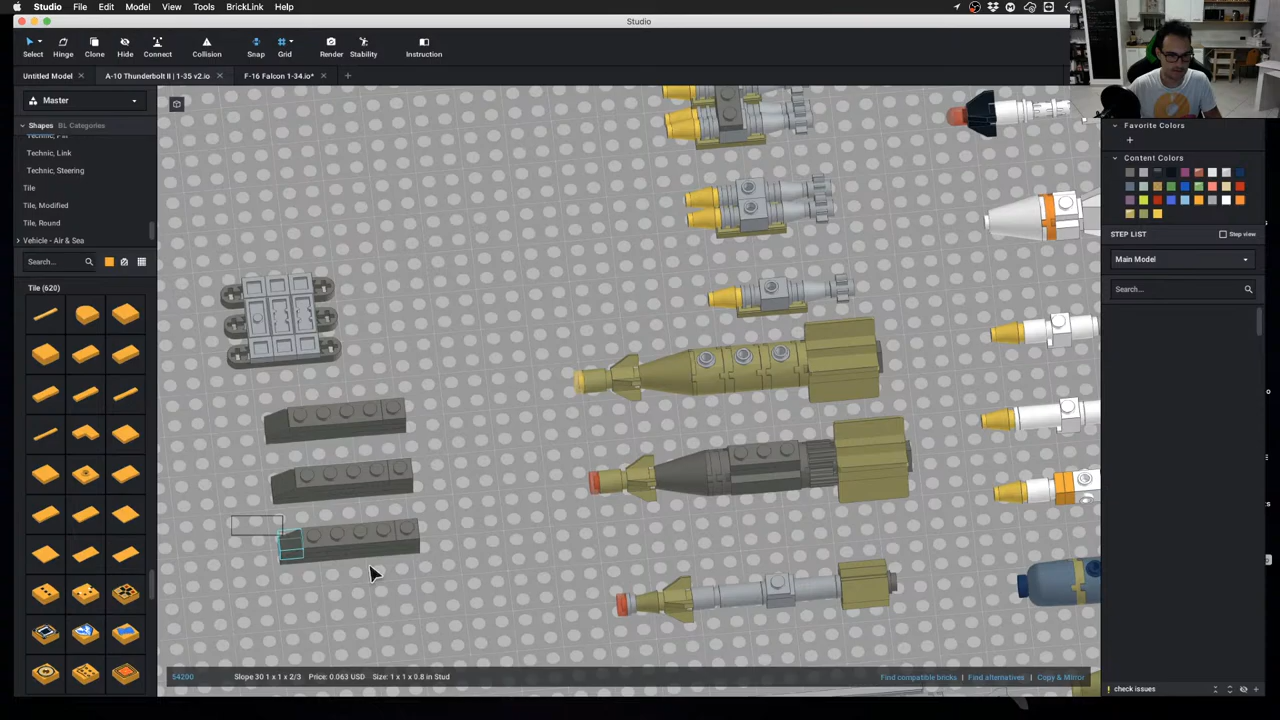 Studio File Edit Model View Tools BrickLink Help
Studio
Select Hinge Clone Hide Connect Collision Snap Grid Render Stability Instruction
Untitled Model A-10 Thunderbolt II | 1-35 v2.io F-16 Falcon 1-34.io*
Master
Shapes BL Categories
Technic, Link
Technic, Steering
Tile
Tile, Modified
Tile, Round
Vehicle - Air & Sea
Search...
Tile (620)
Favorite Colors
Content Colors
STEP LIST Step view
Main Model
Search...
54200 Slope 30 1 x 1 x 2/3 Price: 0.063 USD Size: 1 x 1 x 0.8 in Stud Find compatible bricks Find alternatives Copy & Mirror
check issues